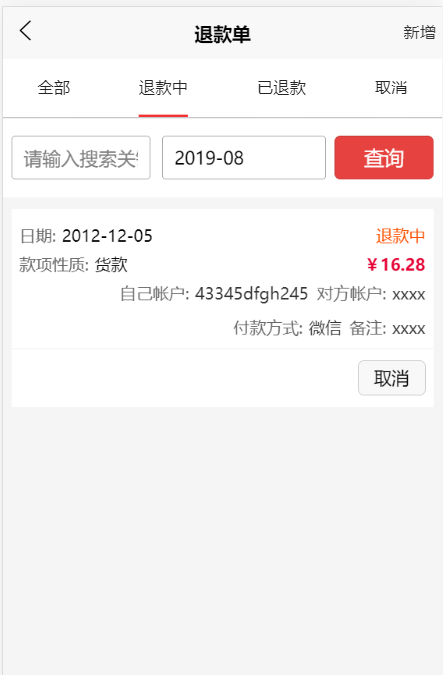 退款单 新增
全部 退款中 已退款 取消
请输入搜索关 2019-08 查询
日期: 2012-12-05 退款中
款项性质: 货款 ¥16.28
自己帐户: 43345dfgh245 对方帐户: xxxx
付款方式: 微信 备注: xxxx
取消